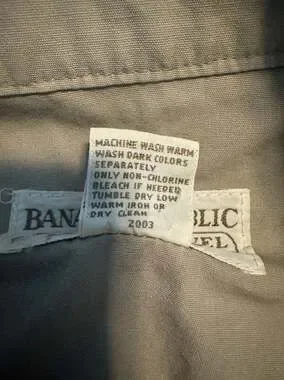 MACHINE WASH WARM
WASH DARK COLORS
SEPARATELY
ONLY NON-CHLORINE
BLEACH IF NEEDED
TUMBLE DRY LOW
WARM IRON OR
DRY CLEAN
2003
BANA BLIC
VEL